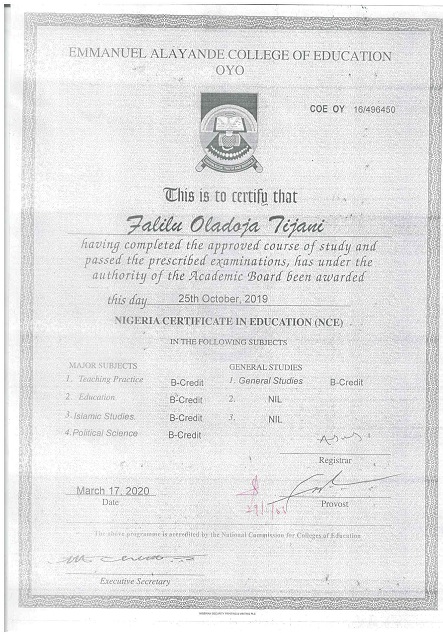 EMMANUEL ALAYANDE COLLEGE OF EDUCATION
OYO
COE OY 16/496450
This is to certify that
Falilu Oladoja Tijani
having completed the approved course of study and
passed the prescribed examinations, has under the
authority of the Academic Board been awarded
this day 25th October, 2019
NIGERIA CERTIFICATE IN EDUCATION (NCE)
IN THE FOLLOWING SUBJECTS
MAJOR SUBJECTS GENERAL STUDIES
1. Teaching Practice B-Credit 1. General Studies B-Credit
2. Education B-Credit 2. NIL
3. Islamic Studies. B-Credit 3. NIL
4. Political Science B-Credit
Registrar
March 17, 2020
Date Provost
The above programme is accredited by the National Commission for Colleges of Education
Executive Secretary